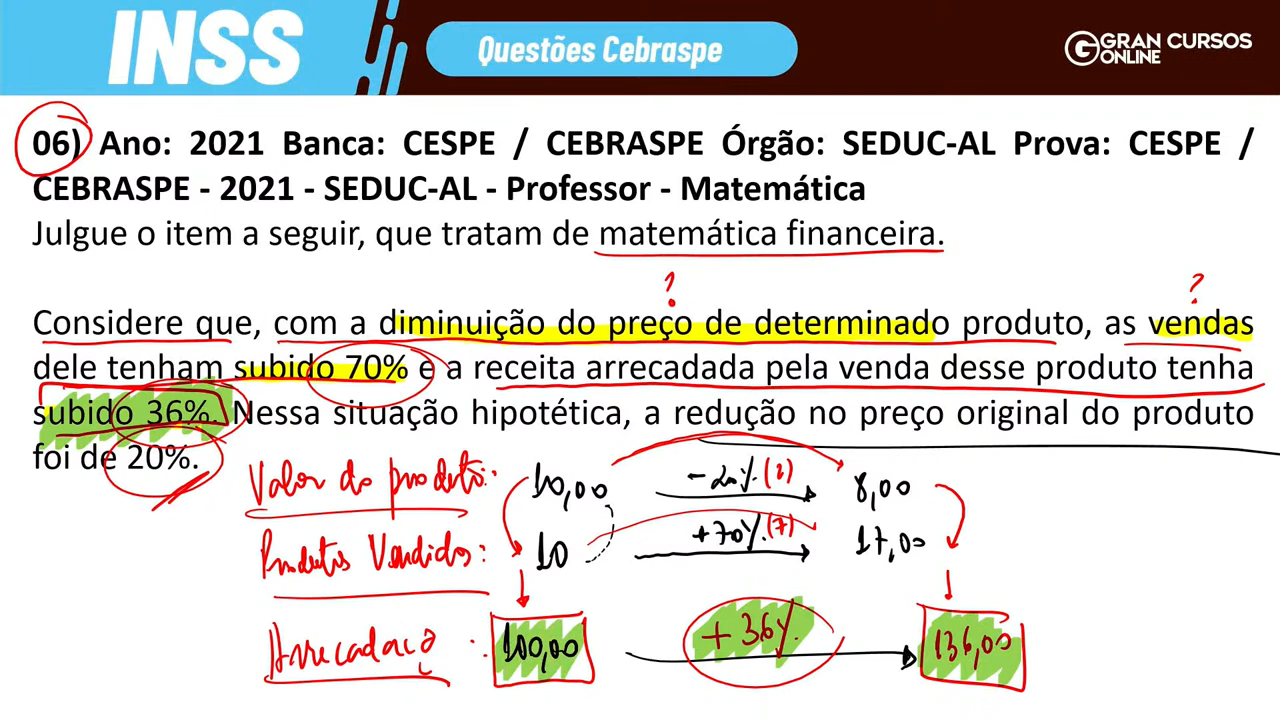 INSS
Questões Cebraspe
GRAN CURSOS
ONLINE
06) Ano: 2021 Banca: CESPE / CEBRASPE Órgão: SEDUC-AL Prova: CESPE /
CEBRASPE - 2021 - SEDUC-AL - Professor - Matemática
Julgue o item a seguir, que tratam de matemática financeira.
? ?
Considere que, com a diminuição do preço de determinado produto, as vendas
dele tenham subido 70% e a receita arrecadada pela venda desse produto tenha
subido 36%. Nessa situação hipotética, a redução no preço original do produto
foi de 20%.
Valor do produto: 10,00 -20% (2) 8,00
Produtos Vendidos: 10 +70% (7) 17,00
Arrecadação : 100,00 +36% 136,00